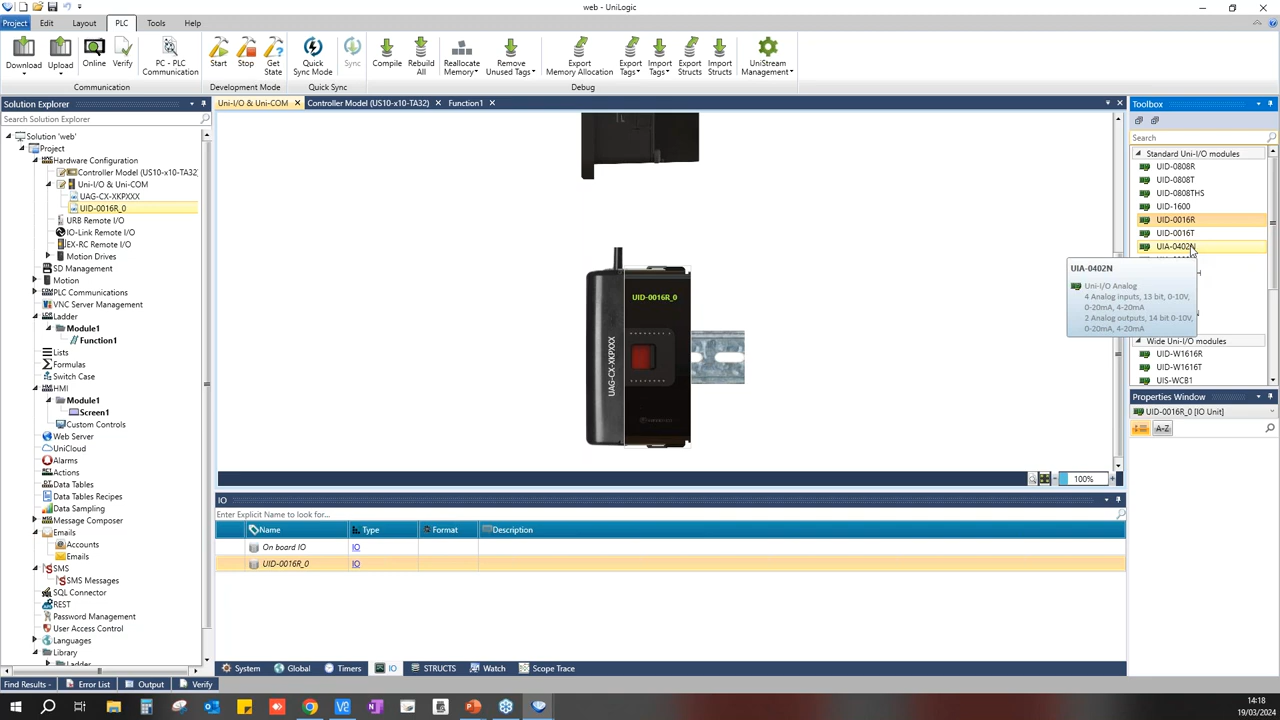 web - UniLogic
Project Edit Layout PLC Tools Help
Download Upload Online Verify PC - PLC Communication Start Stop Get State Quick Sync Mode Sync Compile Rebuild All Reallocate Memory Remove Unused Tags Export Memory Allocation Export Tags Import Tags Export Structs Import Structs UniStream Management
Communication Development Mode Quick Sync Debug
Solution Explorer
Search Solution Explorer
Solution 'web'
Project
Hardware Configuration
Controller Model (US10-x10-TA32)
Uni-I/O & Uni-COM
UAG-CX-XKPXXX
UID-0016R_0
URB Remote I/O
IO-Link Remote I/O
EX-RC Remote I/O
Motion Drives
SD Management
Motion
PLC Communications
VNC Server Management
Ladder
Module1
Function1
Lists
Formulas
Switch Case
HMI
Module1
Screen1
Custom Controls
Web Server
UniCloud
Alarms
Actions
Data Tables
Data Tables Recipes
Data Sampling
Message Composer
Emails
Accounts
Emails
SMS
SMS Messages
SQL Connector
REST
Password Management
User Access Control
Languages
Library
Ladder
Find Results - Error List Output Verify
Uni-I/O & Uni-COM Controller Model (US10-x10-TA32) Function1
UID-0016R_0
UAG-CX-XKPXXX
100%
IO
Enter Explicit Name to look for...
Name Type Format Description
On board IO IO
UID-0016R_0 IO
System Global Timers IO STRUCTS Watch Scope Trace
Toolbox
Search
Standard Uni-I/O modules
UID-0808R
UID-0808T
UID-0808THS
UID-1600
UID-0016R
UID-0016T
UIA-0402N
UIA-0402N
Uni-I/O Analog
4 Analog inputs, 13 bit, 0-10V,
0-20mA, 4-20mA
2 Analog outputs, 14 bit 0-10V,
0-20mA, 4-20mA
Wide Uni-I/O modules
UID-W1616R
UID-W1616T
UIS-WCB1
Properties Window
UID-0016R_0 [IO Unit]
A-Z
14:18
19/03/2024